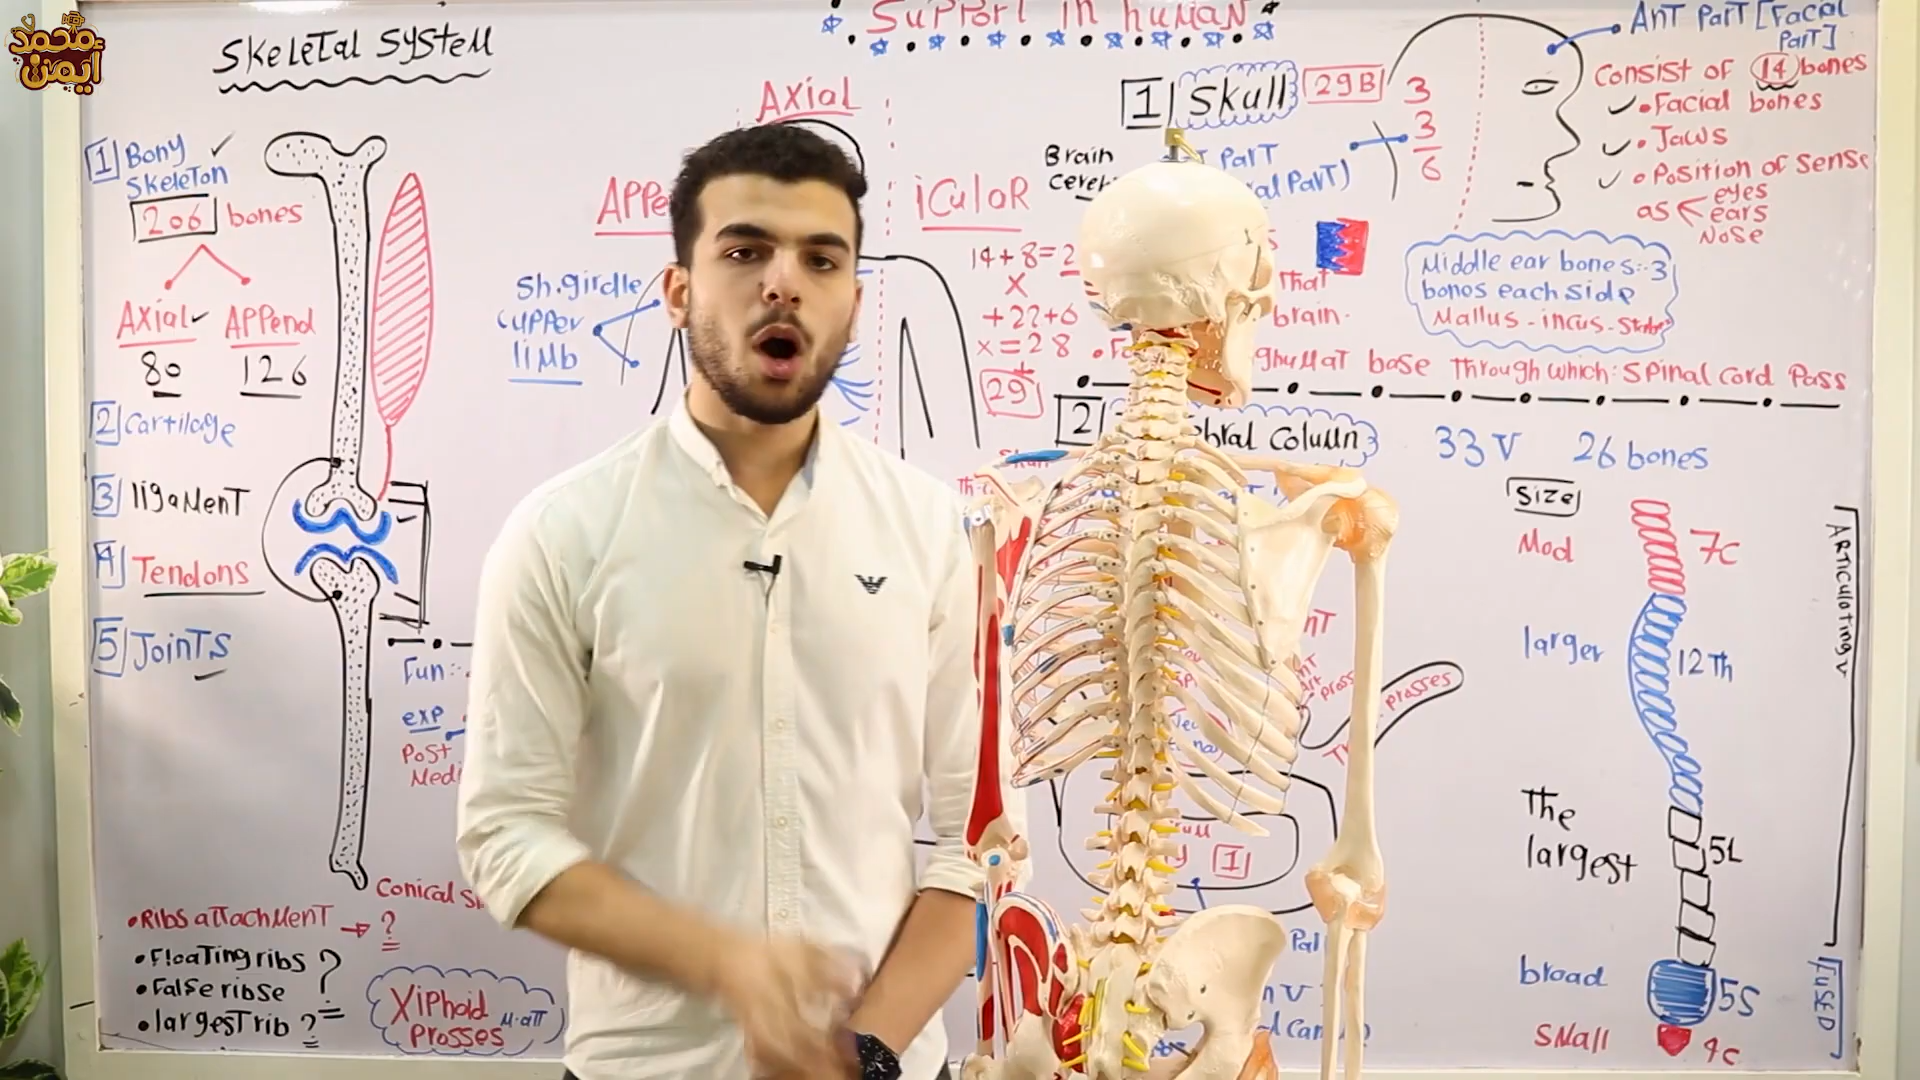 محمد أيمن
Support in human
Skeletal system
1 Bony
skeleton
206 bones
Axial
Append
80
126
2 Cartilage
3 ligament
4 Tendons
5 Joints
Axial
iculaR
Sh.girdle
upper
limb
1 Skull
29B
3
3
6
Brain
Part
Part)
14+8=2
X
+22+6
x=28
29
That
brain.
Ant Part [Facial
Part]
Consist of 14 bones
• Facial bones
• Jaws
• Position of sense
as
eyes
ears
Nose
Middle ear bones:-3
bones each side
Mallus - incus -
base Through which: Spinal cord Pass
2
Column
33 V
26 bones
Size
Mod
7c
larger
12Th
The
largest
5L
broad
5S
small
4c
Articulating v
Fused
prosses
1
Fun:-
exp
Post
Medi
Conical
• Ribs attachment → ?
• Floating ribs ?
• False ribse
• largest rib ?
Xiphoid
prosses
M.att